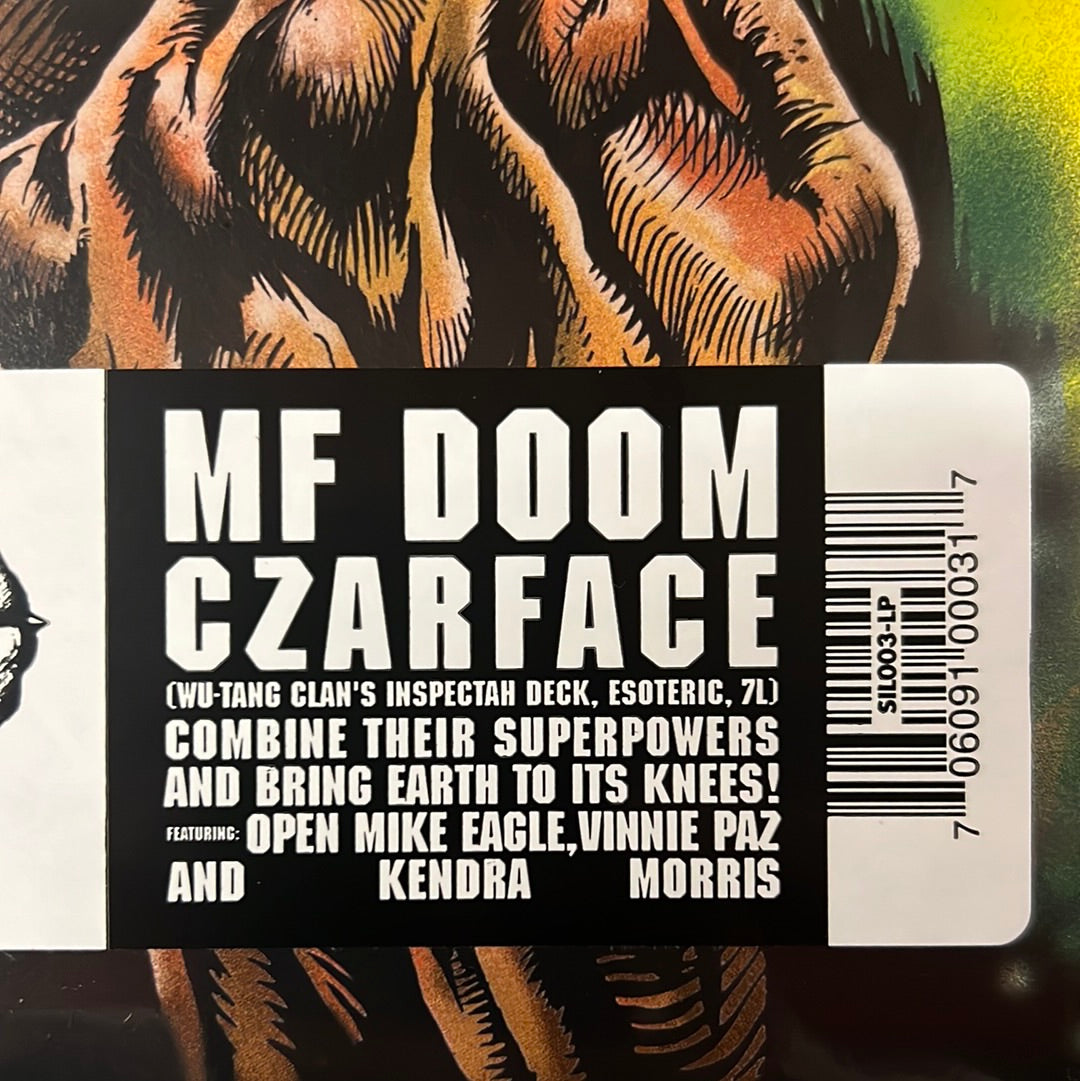 MF DOOM
CZARFACE
(WU-TANG CLAN'S INSPECTAH DECK, ESOTERIC, 7L)
COMBINE THEIR SUPERPOWERS
AND BRING EARTH TO ITS KNEES!
FEATURING: OPEN MIKE EAGLE,VINNIE PAZ
AND KENDRA MORRIS
SIL003-LP
7 06091 00031 7